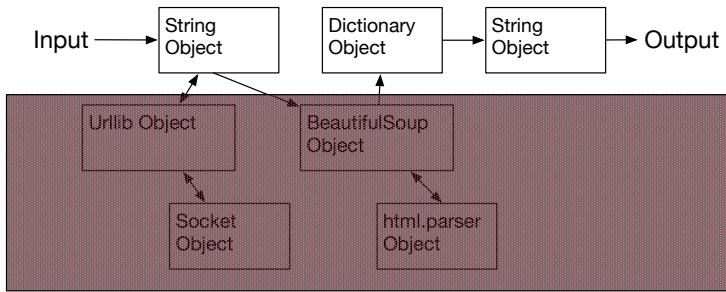 Input
String
Object
Dictionary
Object
String
Object
Output
Urllib Object
BeautifulSoup
Object
Socket
Object
html.parser
Object